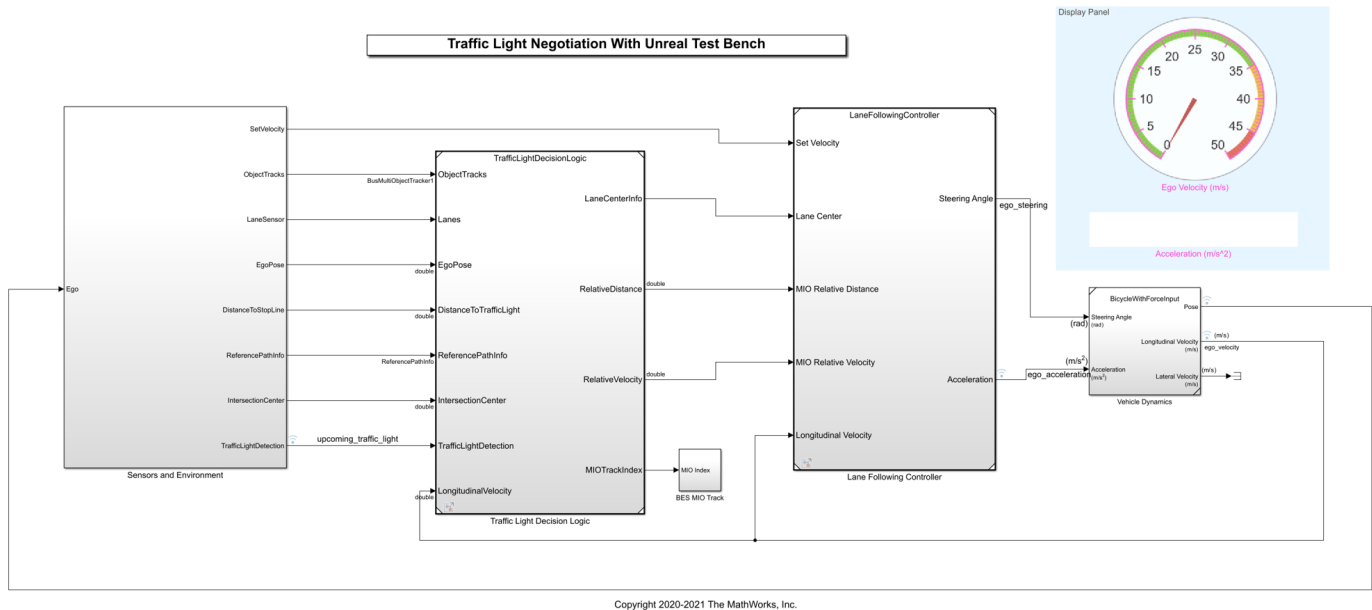 Traffic Light Negotiation With Unreal Test Bench
Display Panel
0
5
10
15
20
25
30
35
40
45
50
Ego Velocity (m/s)
Acceleration (m/s^2)
Ego
SetVelocity
ObjectTracks
LaneSensor
EgoPose
DistanceToStopLine
ReferencePathInfo
IntersectionCenter
TrafficLightDetection
Sensors and Environment
BusMultiObjectTracker1
double
double
ReferencePathInfo
double
upcoming_traffic_light
double
TrafficLightDecisionLogic
ObjectTracks
Lanes
EgoPose
DistanceToTrafficLight
ReferencePathInfo
IntersectionCenter
TrafficLightDetection
LongitudinalVelocity
LaneCenterInfo
RelativeDistance
RelativeVelocity
MIOTrackIndex
Traffic Light Decision Logic
double
double
MIO Index
BES MIO Track
LaneFollowingController
Set Velocity
Lane Center
MIO Relative Distance
MIO Relative Velocity
Longitudinal Velocity
Steering Angle
Acceleration
Lane Following Controller
ego_steering
(rad)
(m/s²)
ego_acceleration
BicycleWithForceInput
Steering Angle
(rad)
Acceleration
(m/s²)
Pose
Longitudinal Velocity
(m/s)
Lateral Velocity
(m/s)
Vehicle Dynamics
(m/s)
ego_velocity
(m/s)
Copyright 2020-2021 The MathWorks, Inc.